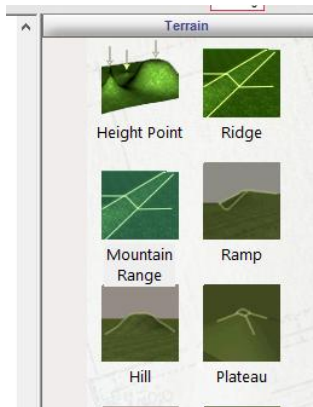 Terrain
Height Point
Ridge
Mountain
Range
Ramp
Hill
Plateau